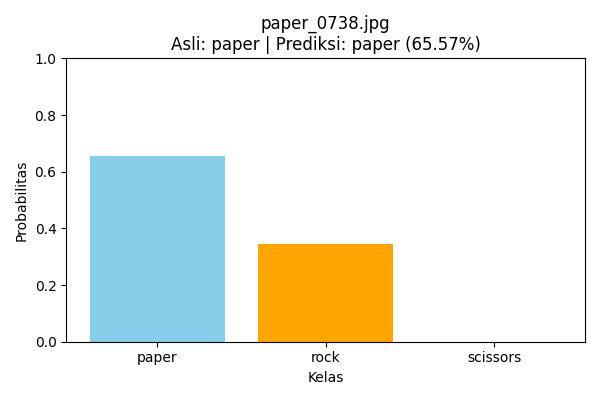 paper_0738.jpg
Asli: paper | Prediksi: paper (65.57%)
1.0
0.8
0.6
0.4
0.2
0.0
Probabilitas
paper rock scissors
Kelas